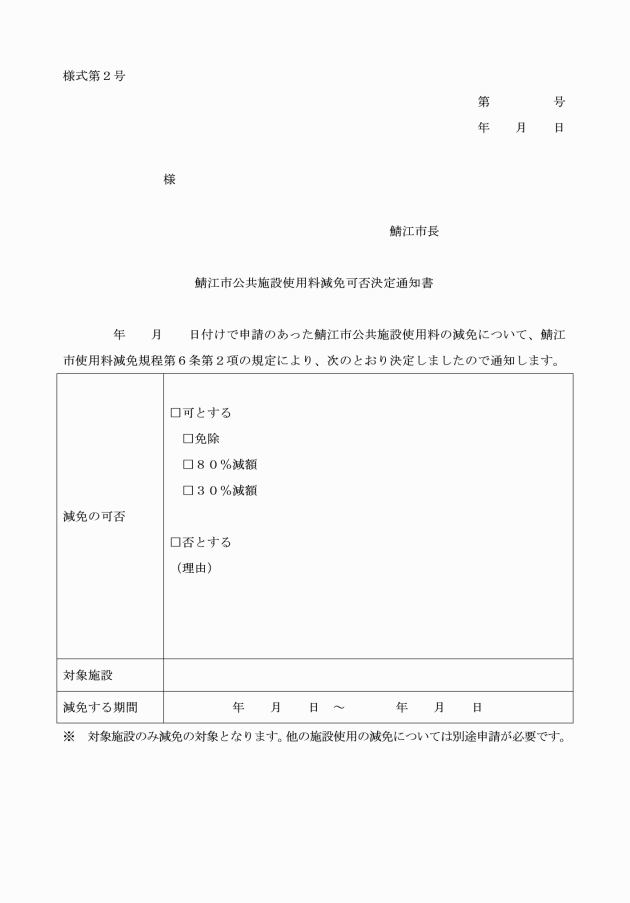 様式第２号
第　　　　　号
年　　月　　日
様
鯖江市長
鯖江市公共施設使用料減免可否決定通知書
年　　月　　日付けで申請のあった鯖江市公共施設使用料の減免について、鯖江
市使用料減免規程第６条第２項の規定により、次のとおり決定しましたので通知します。
減免の可否
□可とする
□免除
□８０％減額
□３０％減額
□否とする
（理由）
対象施設
減免する期間
年　　月　　日　～　　　　年　　月　　日
※　対象施設のみ減免の対象となります。他の施設使用の減免については別途申請が必要です。